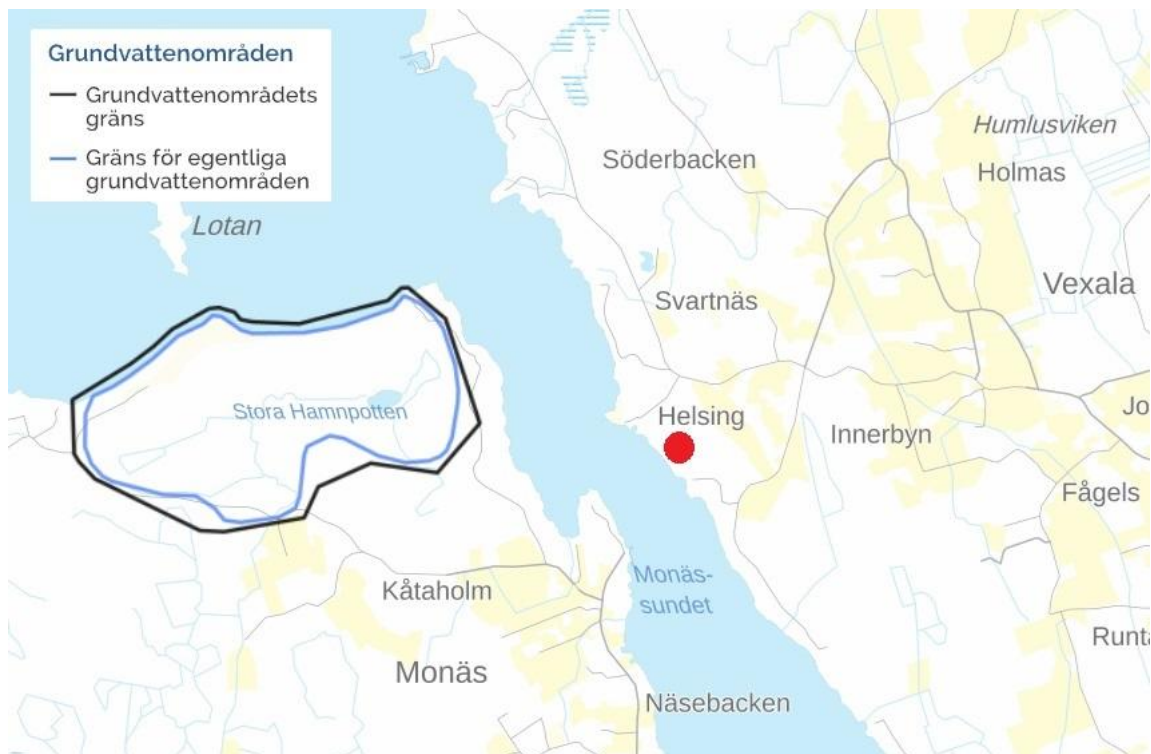 Grundvattenområden
Grundvattenområdets
gräns
Gräns för egentliga
grundvattenområden
Lotan
Söderbacken
Humlusviken
Holmas
Vexala
Svartnäs
Stora Hamnpotten
Helsing
Innerbyn
Jo
Fågels
Monäs-
sundet
Kåtaholm
Monäs
Runta
Näsebacken